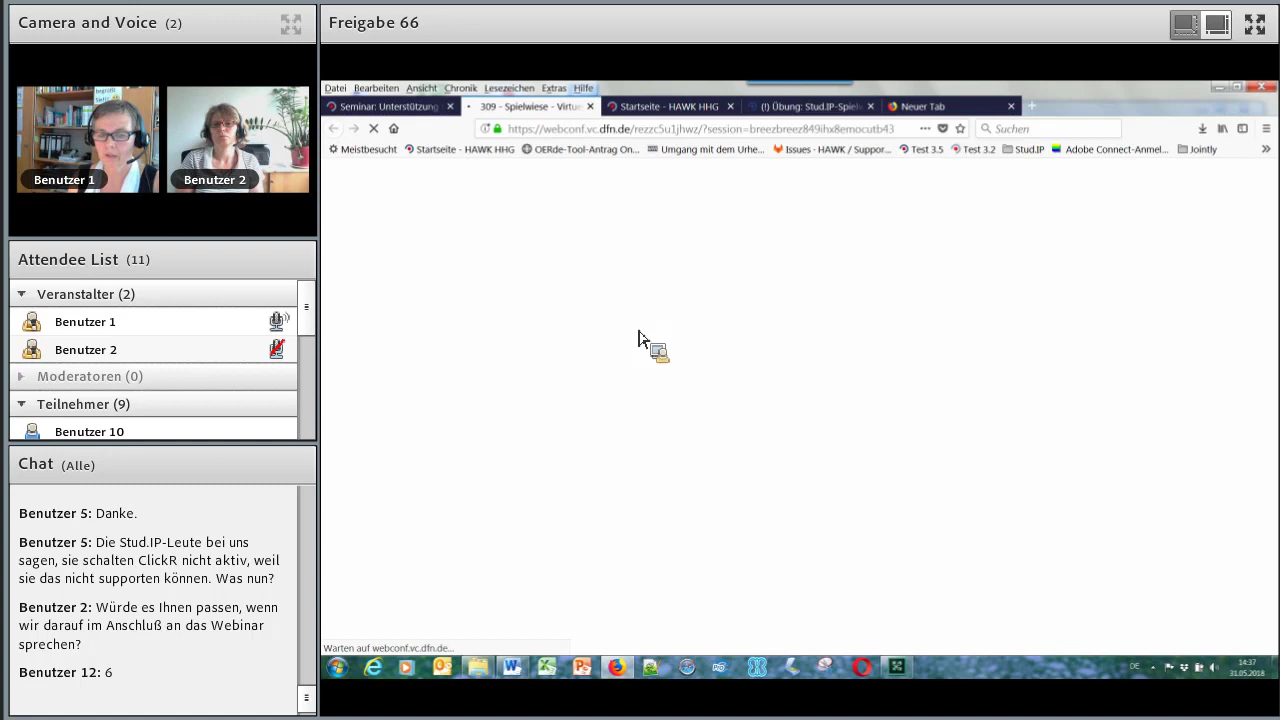 Camera and Voice (2)
Benutzer 1
Benutzer 2
Attendee List (11)
Veranstalter (2)
Benutzer 1
Benutzer 2
Moderatoren (0)
Teilnehmer (9)
Benutzer 10
Chat (Alle)
Benutzer 5: Danke.
Benutzer 5: Die Stud.IP-Leute bei uns
sagen, sie schalten ClickR nicht aktiv, weil
sie das nicht supporten können. Was nun?
Benutzer 2: Würde es Ihnen passen, wenn
wir darauf im Anschluß an das Webinar
sprechen?
Benutzer 12: 6
Freigabe 66
Datei Bearbeiten Ansicht Chronik Lesezeichen Extras Hilfe
Seminar: Unterstützung
309 - Spielwiese - Virtue
Startseite - HAWK HHG
(!) Übung: Stud.IP-Spiel
Neuer Tab
https://webconf.vc.dfn.de/rezzc5u1jhwz/?session=breezbreez849ihx8emocutb43
Suchen
Meistbesucht
Startseite - HAWK HHG
OERde-Tool-Antrag On...
Umgang mit dem Urhe...
Issues - HAWK / Suppor...
Test 3.5
Test 3.2
Stud.IP
Adobe Connect-Anmel...
Jointly
Warten auf webconf.vc.dfn.de...
DE
14:37
31.05.2018